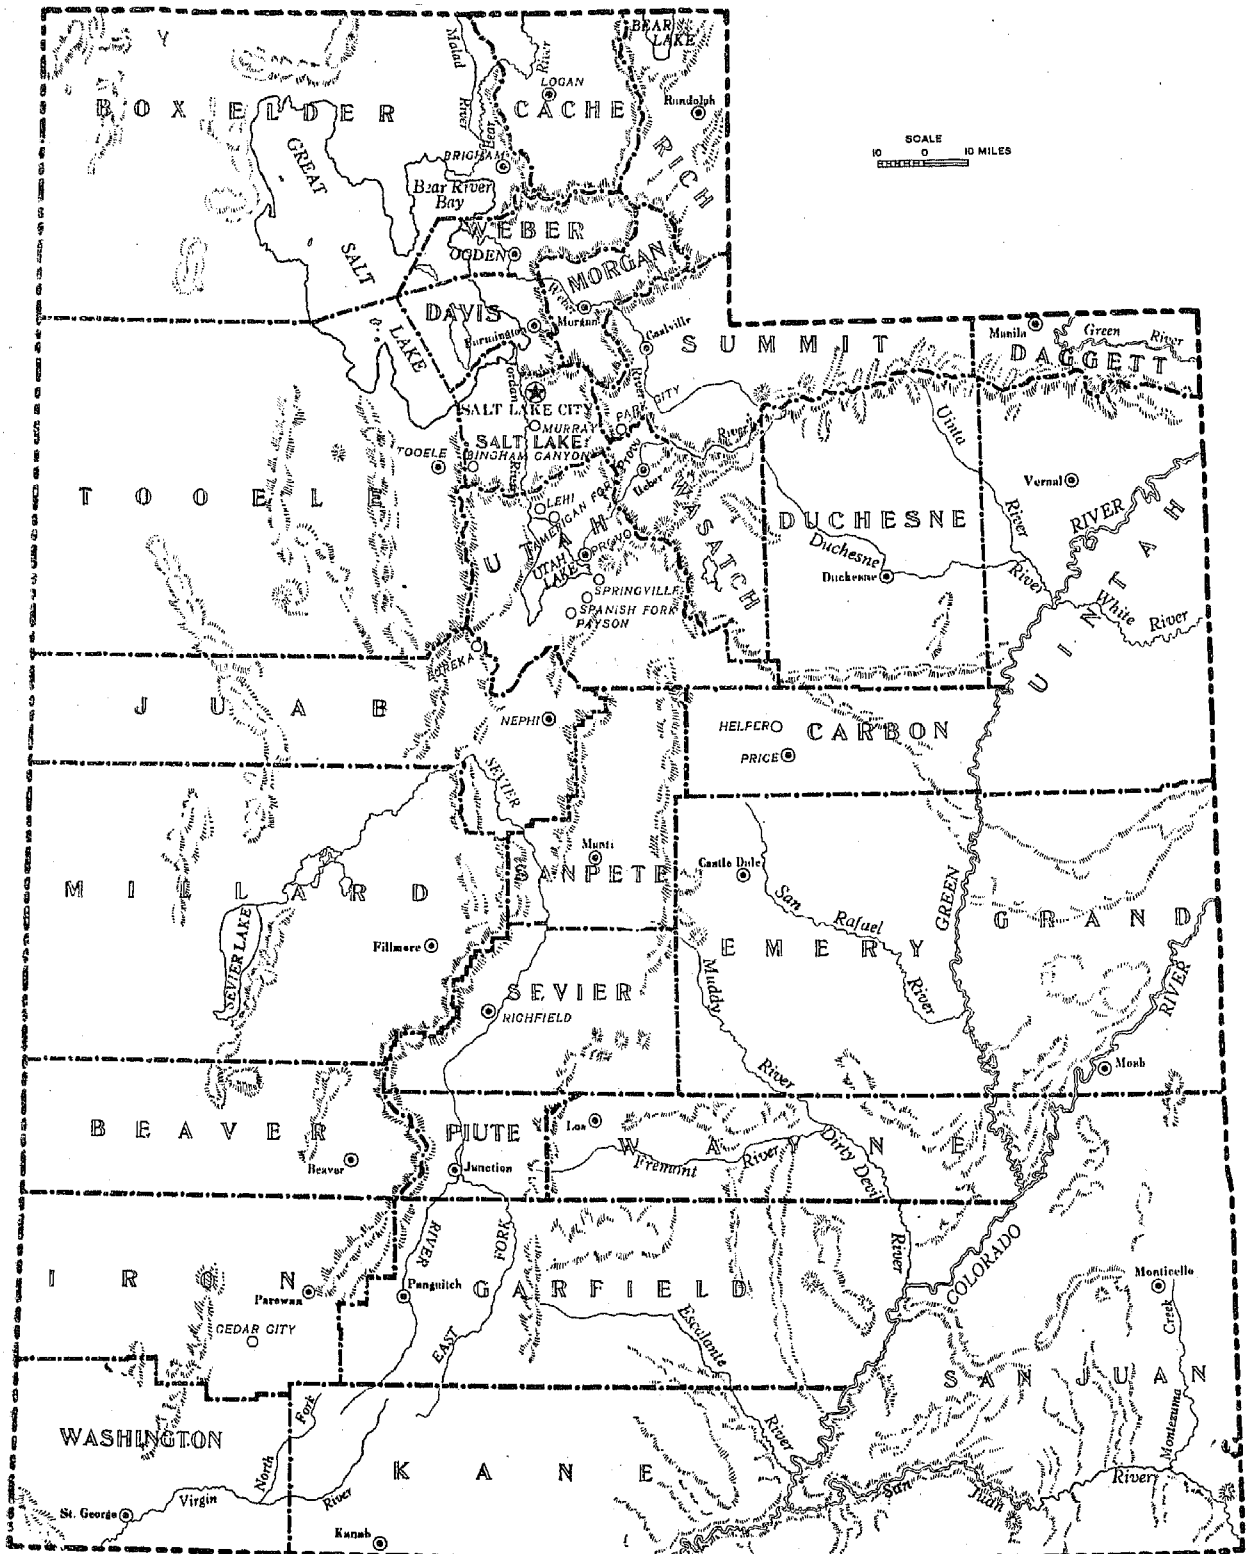 BEAR
LAKE
Malad
River
River
Bear
LOGAN
CACHE
Randolph
RICH
BOX ELDER
GREAT
SALT
LAKE
BRIGHAM
Bear River
Bay
SCALE
10 0 10 MILES
WEBER
OGDEN
MORGAN
Weber
Morgan
DAVIS
Farmington
Coalville
River
SUMMIT
Manila
Green
River
DAGGETT
Jordan
River
SALT LAKE CITY
MURRAY
SALT LAKE
BINGHAM CANYON
PARK
CITY
TOOELE
TOOELE
Provo
River
Heber
WASATCH
Uinta
River
Vernal
RIVER
UINTAH
LEHI
AMERICAN FORK
UTAH
PROVO
UTAH
LAKE
SPRINGVILLE
SPANISH FORK
PAYSON
DUCHESNE
Duchesne
River
Duchesne
White
River
EUREKA
JUAB
NEPHI
HELPER
CARBON
PRICE
SEVIER
Manti
SANPETE
Castle Dale
San
Rafael
River
GREEN
GRAND
MILLARD
SEVIER LAKE
Fillmore
EMERY
Muddy
River
RIVER
SEVIER
RICHFIELD
Moab
BEAVER
Beaver
PIUTE
Junction
Loa
WAYNE
Fremont
River
Dirty Devil
River
RIVER
FORK
EAST
COLORADO
IRON
Parowan
Panguitch
GARFIELD
Monticello
CEDAR CITY
Escalante
River
Creek
Montezuma
SAN JUAN
WASHINGTON
Fork
North
KANE
River
San
Juan
River
St. George
Virgin
Kanab